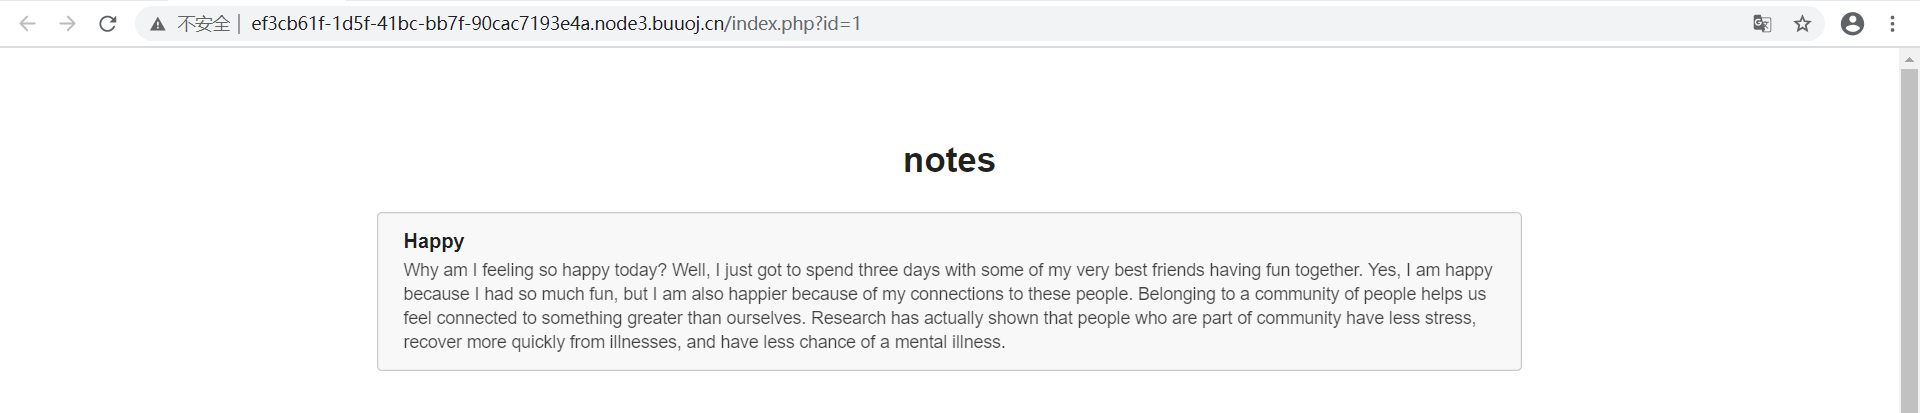 不安全 | ef3cb61f-1d5f-41bc-bb7f-90cac7193e4a.node3.buuoj.cn/index.php?id=1
notes
Happy
Why am I feeling so happy today? Well, I just got to spend three days with some of my very best friends having fun together. Yes, I am happy
because I had so much fun, but I am also happier because of my connections to these people. Belonging to a community of people helps us
feel connected to something greater than ourselves. Research has actually shown that people who are part of community have less stress,
recover more quickly from illnesses, and have less chance of a mental illness.